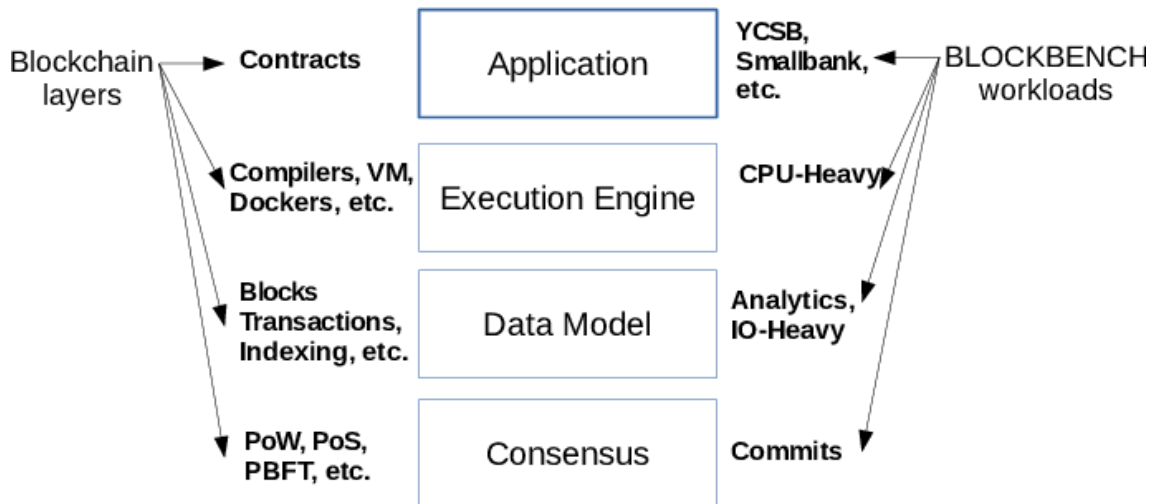 Blockchain
layers
Contracts
Application
YCSB,
Smallbank,
etc.
BLOCKBENCH
workloads
Compilers, VM,
Dockers, etc.
Execution Engine
CPU-Heavy
Blocks
Transactions,
Indexing, etc.
Data Model
Analytics,
IO-Heavy
PoW, PoS,
PBFT, etc.
Consensus
Commits